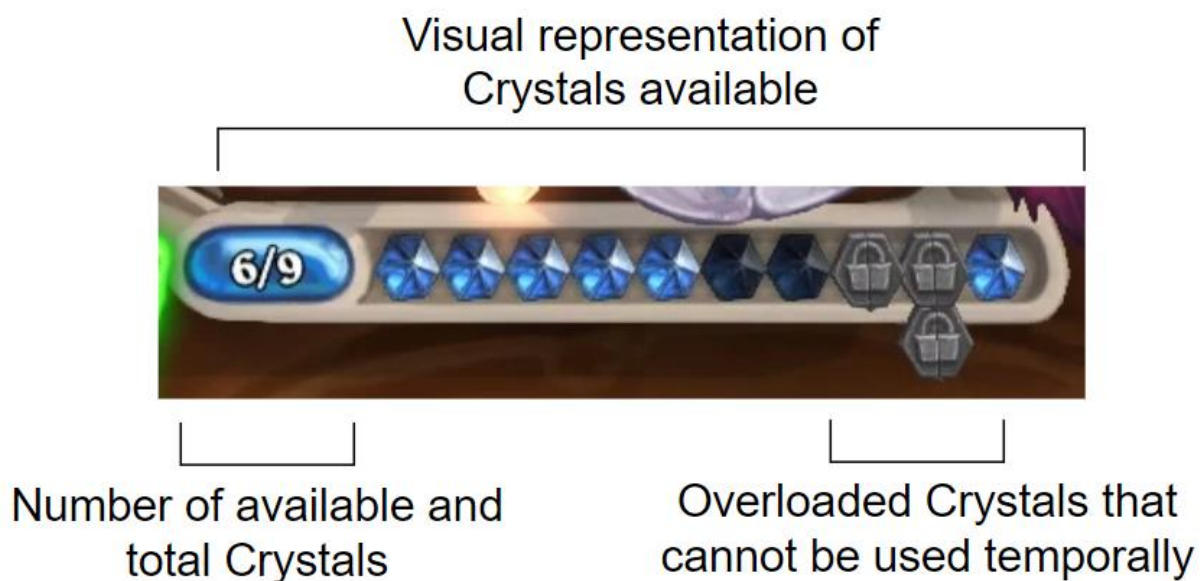 Visual representation of
Crystals available
6/9
Number of available and
total Crystals
Overloaded Crystals that
cannot be used temporally